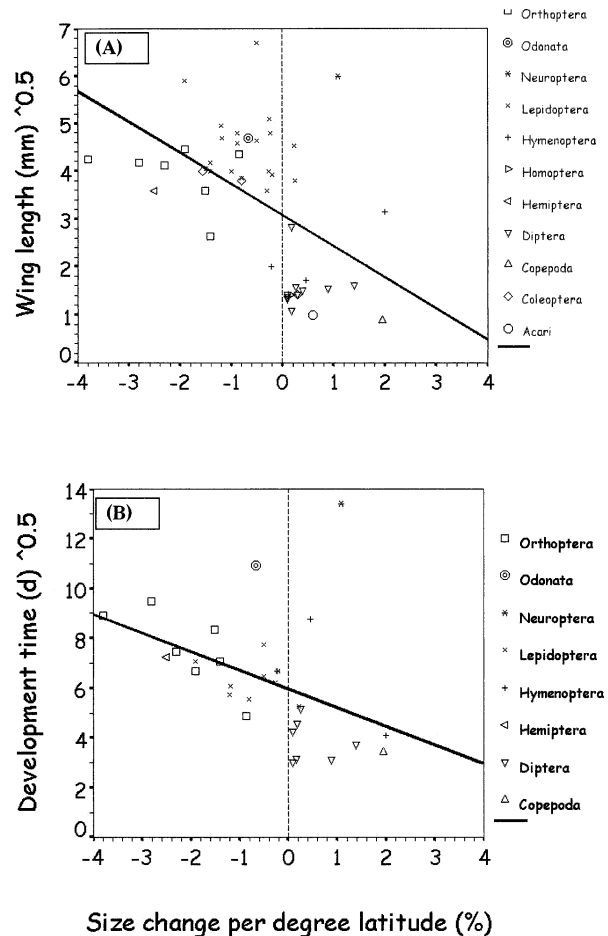 (A)
Wing length (mm) ^0.5
7
6
5
4
3
2
1
0
-4 -3 -2 -1 0 1 2 3 4
Orthoptera
Odonata
Neuroptera
Lepidoptera
Hymenoptera
Homoptera
Hemiptera
Diptera
Copepoda
Coleoptera
Acari
(B)
Development time (d) ^0.5
14
12
10
8
6
4
2
0
-4 -3 -2 -1 0 1 2 3 4
Orthoptera
Odonata
Neuroptera
Lepidoptera
Hymenoptera
Hemiptera
Diptera
Copepoda
Size change per degree latitude (%)